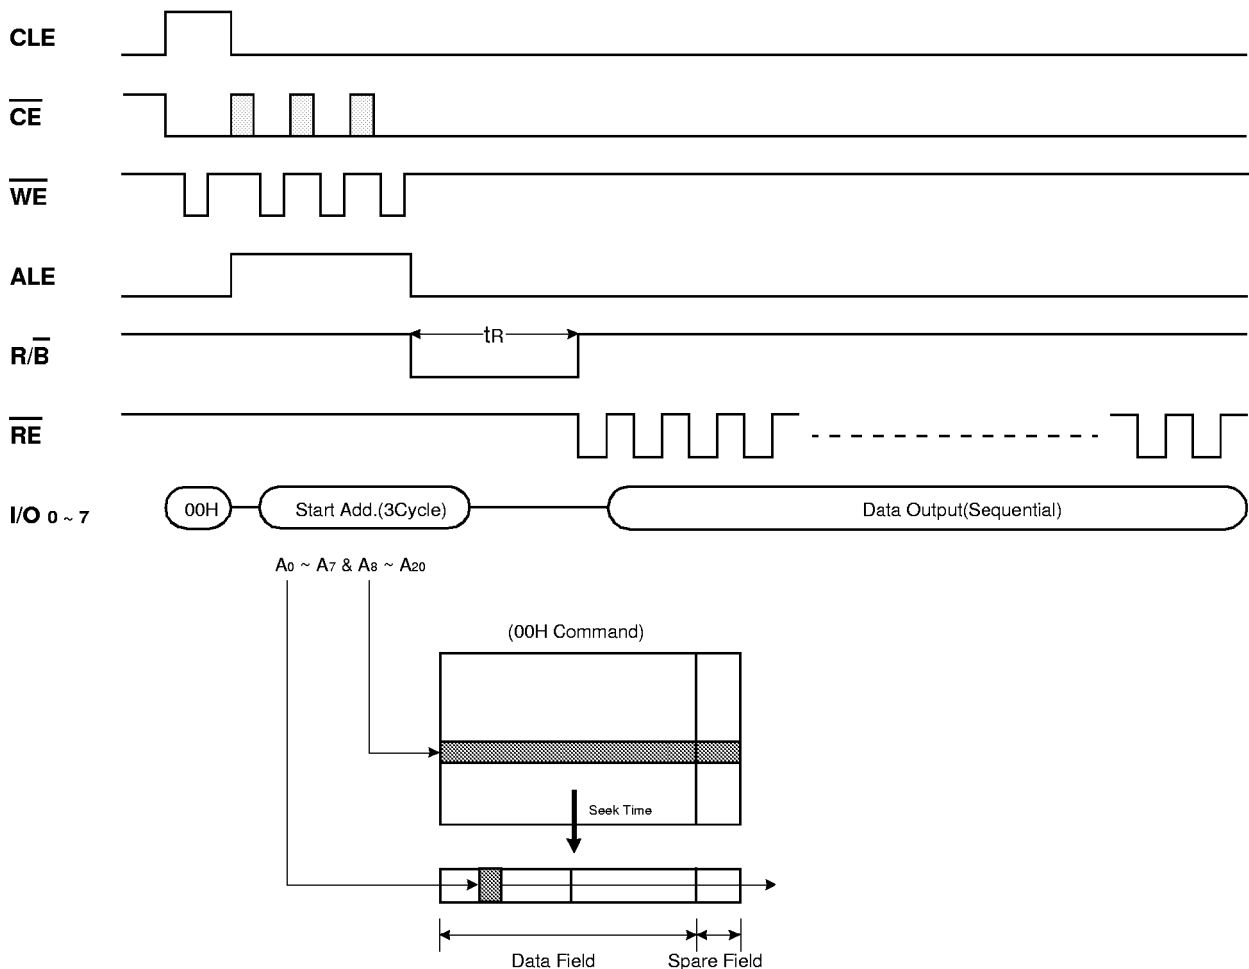 CLE
CE
WE
ALE
tR
R/B
RE
I/O 0 ~ 7
00H
Start Add.(3Cycle)
Data Output(Sequential)
A0 ~ A7 & A8 ~ A20
(00H Command)
Seek Time
Data Field
Spare Field